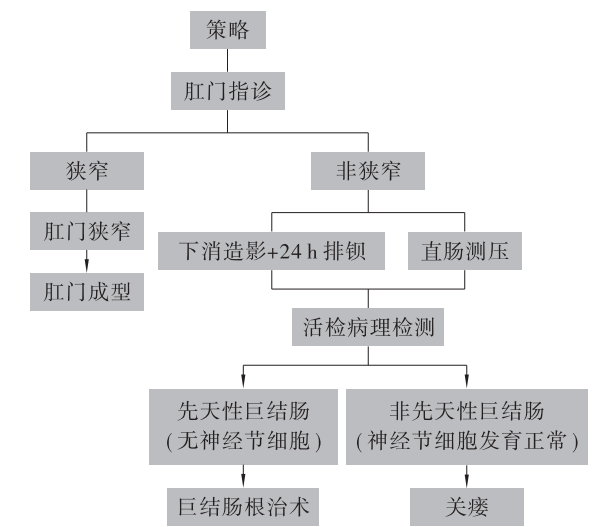 策略
肛门指诊
狭窄
非狭窄
肛门狭窄
下消造影+24 h 排钡
直肠测压
肛门成型
活检病理检测
先天性巨结肠
(无神经节细胞)
非先天性巨结肠
(神经节细胞发育正常)
巨结肠根治术
关瘘